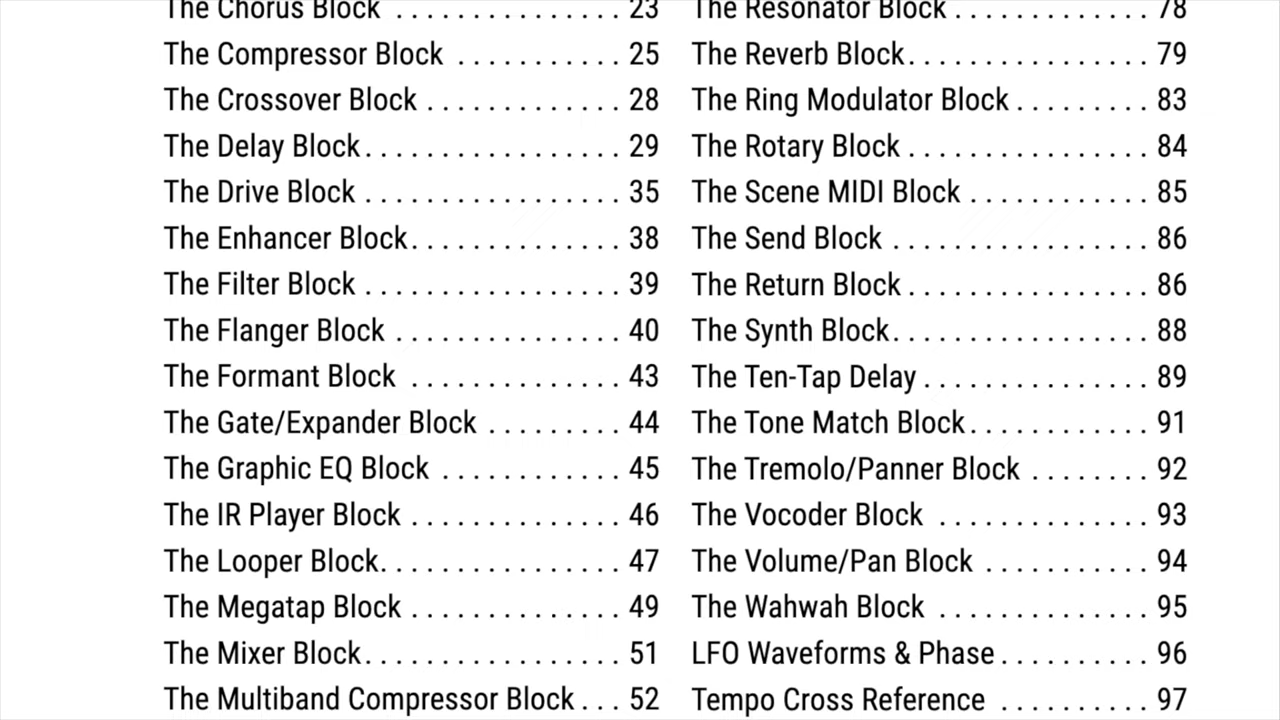 The Chorus Block . . . . . . . . . . . . . . . 23
The Compressor Block . . . . . . . . . . . 25
The Crossover Block . . . . . . . . . . . . . 28
The Delay Block . . . . . . . . . . . . . . . . . 29
The Drive Block . . . . . . . . . . . . . . . . . 35
The Enhancer Block . . . . . . . . . . . . . . 38
The Filter Block . . . . . . . . . . . . . . . . . 39
The Flanger Block . . . . . . . . . . . . . . . 40
The Formant Block . . . . . . . . . . . . . . 43
The Gate/Expander Block . . . . . . . . . 44
The Graphic EQ Block . . . . . . . . . . . . 45
The IR Player Block . . . . . . . . . . . . . . 46
The Looper Block . . . . . . . . . . . . . . . . 47
The Megatap Block . . . . . . . . . . . . . . 49
The Mixer Block . . . . . . . . . . . . . . . . . 51
The Multiband Compressor Block . . . 52
The Resonator Block . . . . . . . . . . . . . 78
The Reverb Block . . . . . . . . . . . . . . . . 79
The Ring Modulator Block . . . . . . . . . 83
The Rotary Block . . . . . . . . . . . . . . . . 84
The Scene MIDI Block . . . . . . . . . . . . 85
The Send Block . . . . . . . . . . . . . . . . . 86
The Return Block . . . . . . . . . . . . . . . . 86
The Synth Block . . . . . . . . . . . . . . . . . 88
The Ten-Tap Delay . . . . . . . . . . . . . . . 89
The Tone Match Block . . . . . . . . . . . . 91
The Tremolo/Panner Block . . . . . . . . 92
The Vocoder Block . . . . . . . . . . . . . . 93
The Volume/Pan Block . . . . . . . . . . . 94
The Wahwah Block . . . . . . . . . . . . . . 95
LFO Waveforms & Phase . . . . . . . . . . 96
Tempo Cross Reference . . . . . . . . . . 97